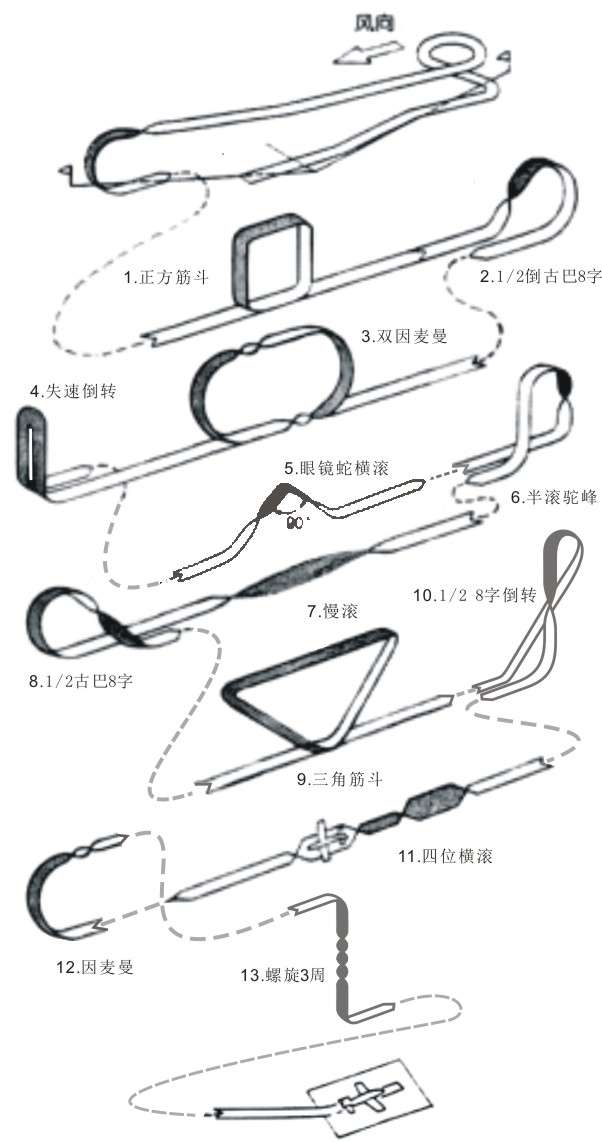 风向
1.正方筋斗
2.1/2倒古巴8字
3.双因麦曼
4.失速倒转
5.眼镜蛇横滚
90°
6.半滚驼峰
7.慢滚
10.1/2 8字倒转
8.1/2古巴8字
9.三角筋斗
11.四位横滚
12.因麦曼
13.螺旋3周